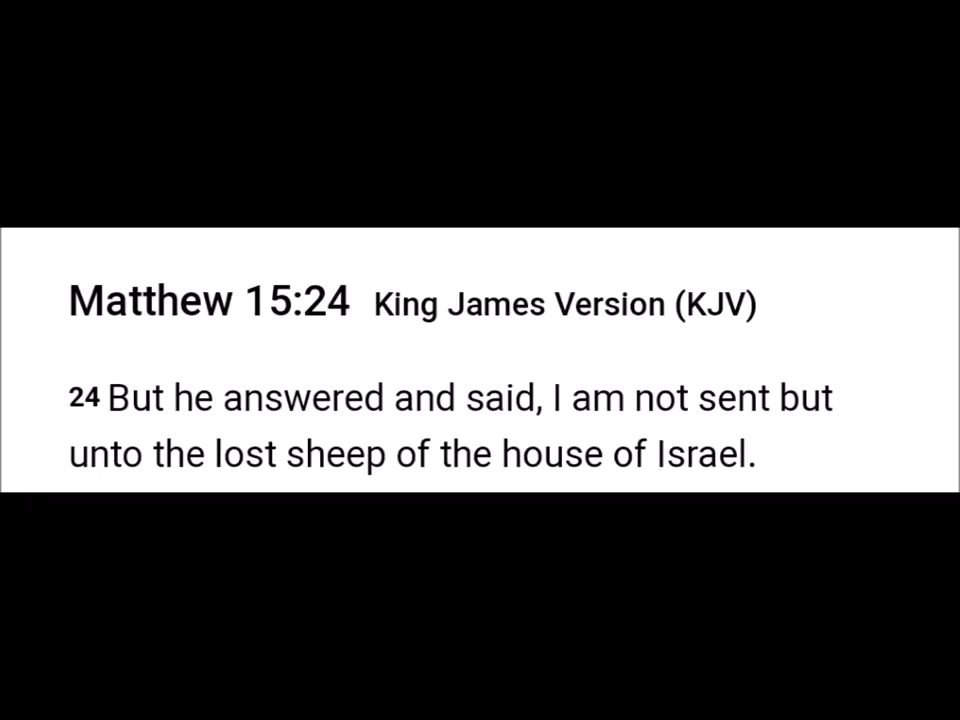 Matthew 15:24 King James Version (KJV)
24 But he answered and said, I am not sent but
unto the lost sheep of the house of Israel.